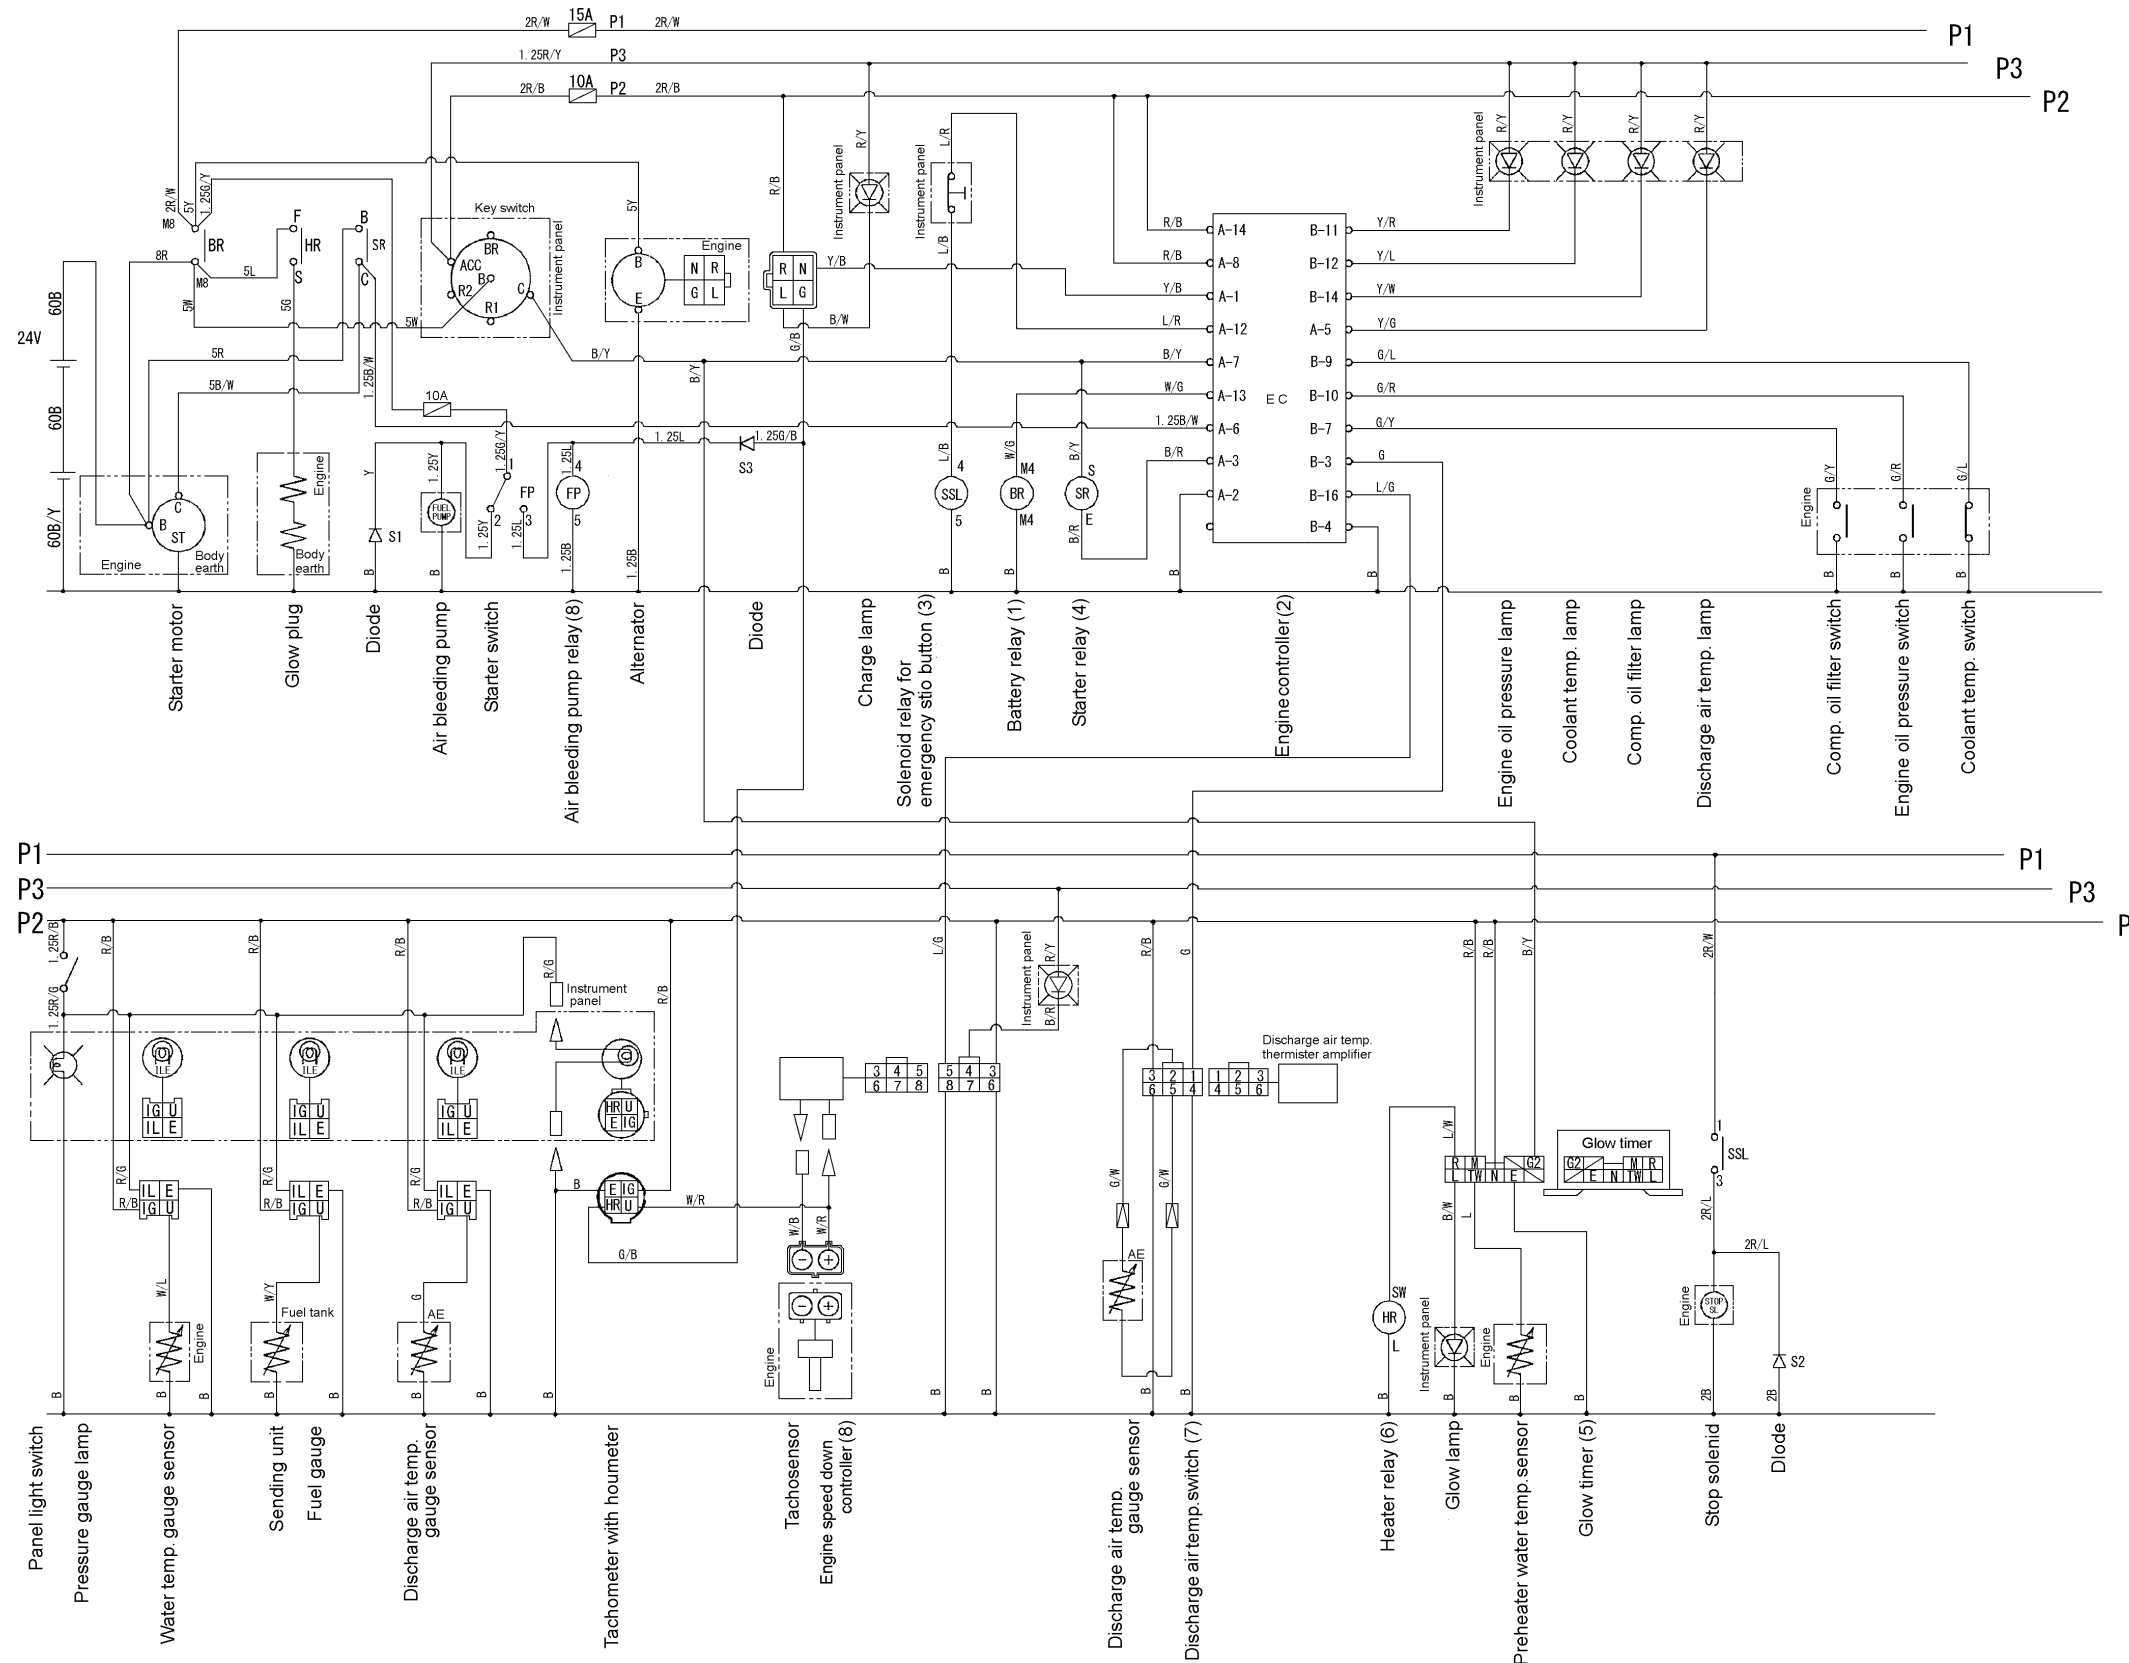 2R/W 15A P1 2R/W P1
1.25R/Y P3 P3
2R/B 10A P2 2R/B P2
2R/W 5Y 1.25G/Y
M8 BR
M8
8R 5L 5W
F HR S
B SR C
5G
Key switch
Instrument panel
BR
ACC
B C
R2
R1
5W
5Y
Engine
B
E
N R
G L
R/B
R N
L G
Y/B
B/W
G/B
R/Y
Instrument panel
L/R
Instrument panel
L/B
R/B A-14
R/B A-8
Y/B A-1
L/R A-12
B/Y A-7
W/G A-13
1.25B/W A-6
B/R A-3
A-2
EC
B-11 Y/R
B-12 Y/L
B-14 Y/W
A-5 Y/G
B-9 G/L
B-10 G/R
B-7 G/Y
B-3 G
B-16 L/G
B-4
Instrument panel
R/Y R/Y R/Y R/Y
24V
60B
60B
60B/Y
5R
5B/W
1.25B/W
B/Y
B/Y
10A
1.25G/Y
1.25L
1.25G/B
S3
C
B
ST
Engine
Body earth
Engine
Body earth
Y
S1
B
1.25Y
FUEL PUMP
B
1
2
1.25Y
FP
3
1.25L
1.25L
4
FP
5
1.25B
1.25B
L/B
4
SSL
5
B
W/G
M4
BR
M4
B
B/Y
S
SR
E
B/R
B
B
G/Y G/R G/L
Engine
B B B
Starter motor
Glow plug
Diode
Air bleeding pump
Starter switch
Air bleeding pump relay (8)
Alternator
Diode
Charge lamp
Solenoid relay for
emergency stio button (3)
Battery relay (1)
Starter relay (4)
Engine controller (2)
Engine oil pressure lamp
Coolant temp. lamp
Comp. oil filter lamp
Discharge air temp. lamp
Comp. oil filter switch
Engine oil pressure switch
Coolant temp. switch
P1 P1
P3 P3
P2 P
1.25R/B
1.25R/G
R/B
R/B
R/B
R/G
Instrument
panel
R/B
ILE
ILE
ILE
IG U
IL E
IG U
IL E
IG U
IL E
HR U
E IG
R/G
R/B
IL E
IG U
R/G
R/B
IL E
IG U
R/G
R/B
IL E
IG U
B
E IG
HR U
W/R
G/B
W/L
Engine
W/Y
Fuel tank
G
AE
B B B B B B B B
W/B W/R
− +
− +
Engine
3 4 5
6 7 8
5 4 3
8 7 6
L/G
Instrument panel
R/Y
B/R
B B
R/B
G
3 2 1
6 5 4
1 2 3
4 5 6
Discharge air temp.
thermister amplifier
G/W G/W
AE
B B
R/B R/B B/Y
L/W
R M G2
L TW N E
Glow timer
G2 M R
E N TW L
B/W L
SW
HR
L
Instrument panel
Engine
B B B B
2R/W
1
SSL
3
2R/L
2R/L
Engine
STOP SL
S2
2B 2B
Panel light switch
Pressure gauge lamp
Water temp. gauge sensor
Sending unit
Fuel gauge
Discharge air temp.
gauge sensor
Tachometer with houmeter
Tachosensor
Engine speed down
controller (8)
Discharge air temp.
gauge sensor
Discharge air temp. switch (7)
Heater relay (6)
Glow lamp
Preheater water temp. sensor
Glow timer (5)
Stop solenid
DIode